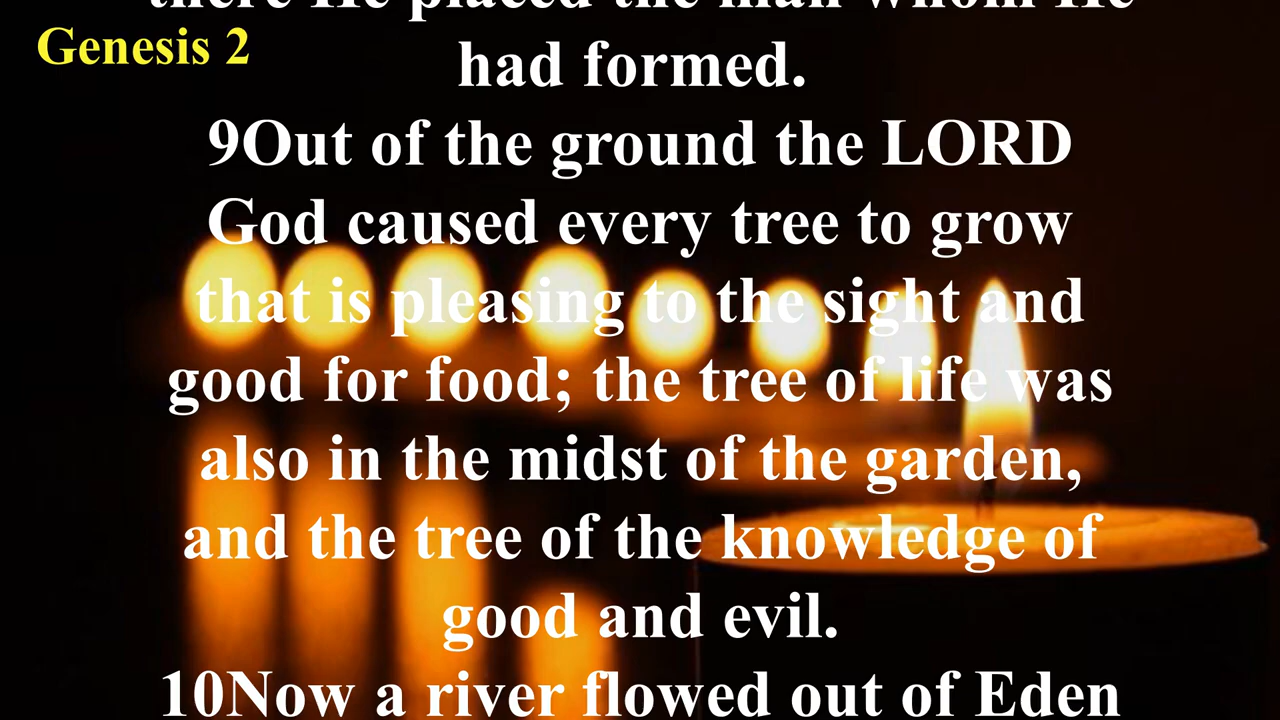 there He placed the man whom He
Genesis 2
had formed.
9Out of the ground the LORD
God caused every tree to grow
that is pleasing to the sight and
good for food; the tree of life was
also in the midst of the garden,
and the tree of the knowledge of
good and evil.
10Now a river flowed out of Eden